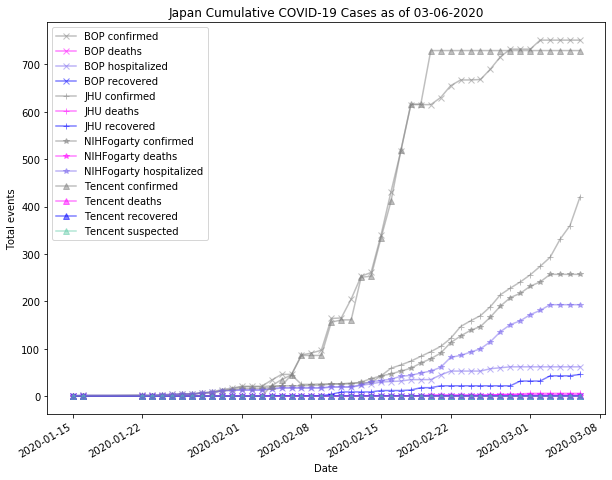 Japan Cumulative COVID-19 Cases as of 03-06-2020
BOP confirmed
BOP deaths
BOP hospitalized
BOP recovered
JHU confirmed
JHU deaths
JHU recovered
NIHFogarty confirmed
NIHFogarty deaths
NIHFogarty hospitalized
Tencent confirmed
Tencent deaths
Tencent recovered
Tencent suspected
Total events
700
600
500
400
300
200
100
0
2020-01-15
2020-01-22
2020-02-01
2020-02-08
2020-02-15
2020-02-22
2020-03-01
2020-03-08
Date